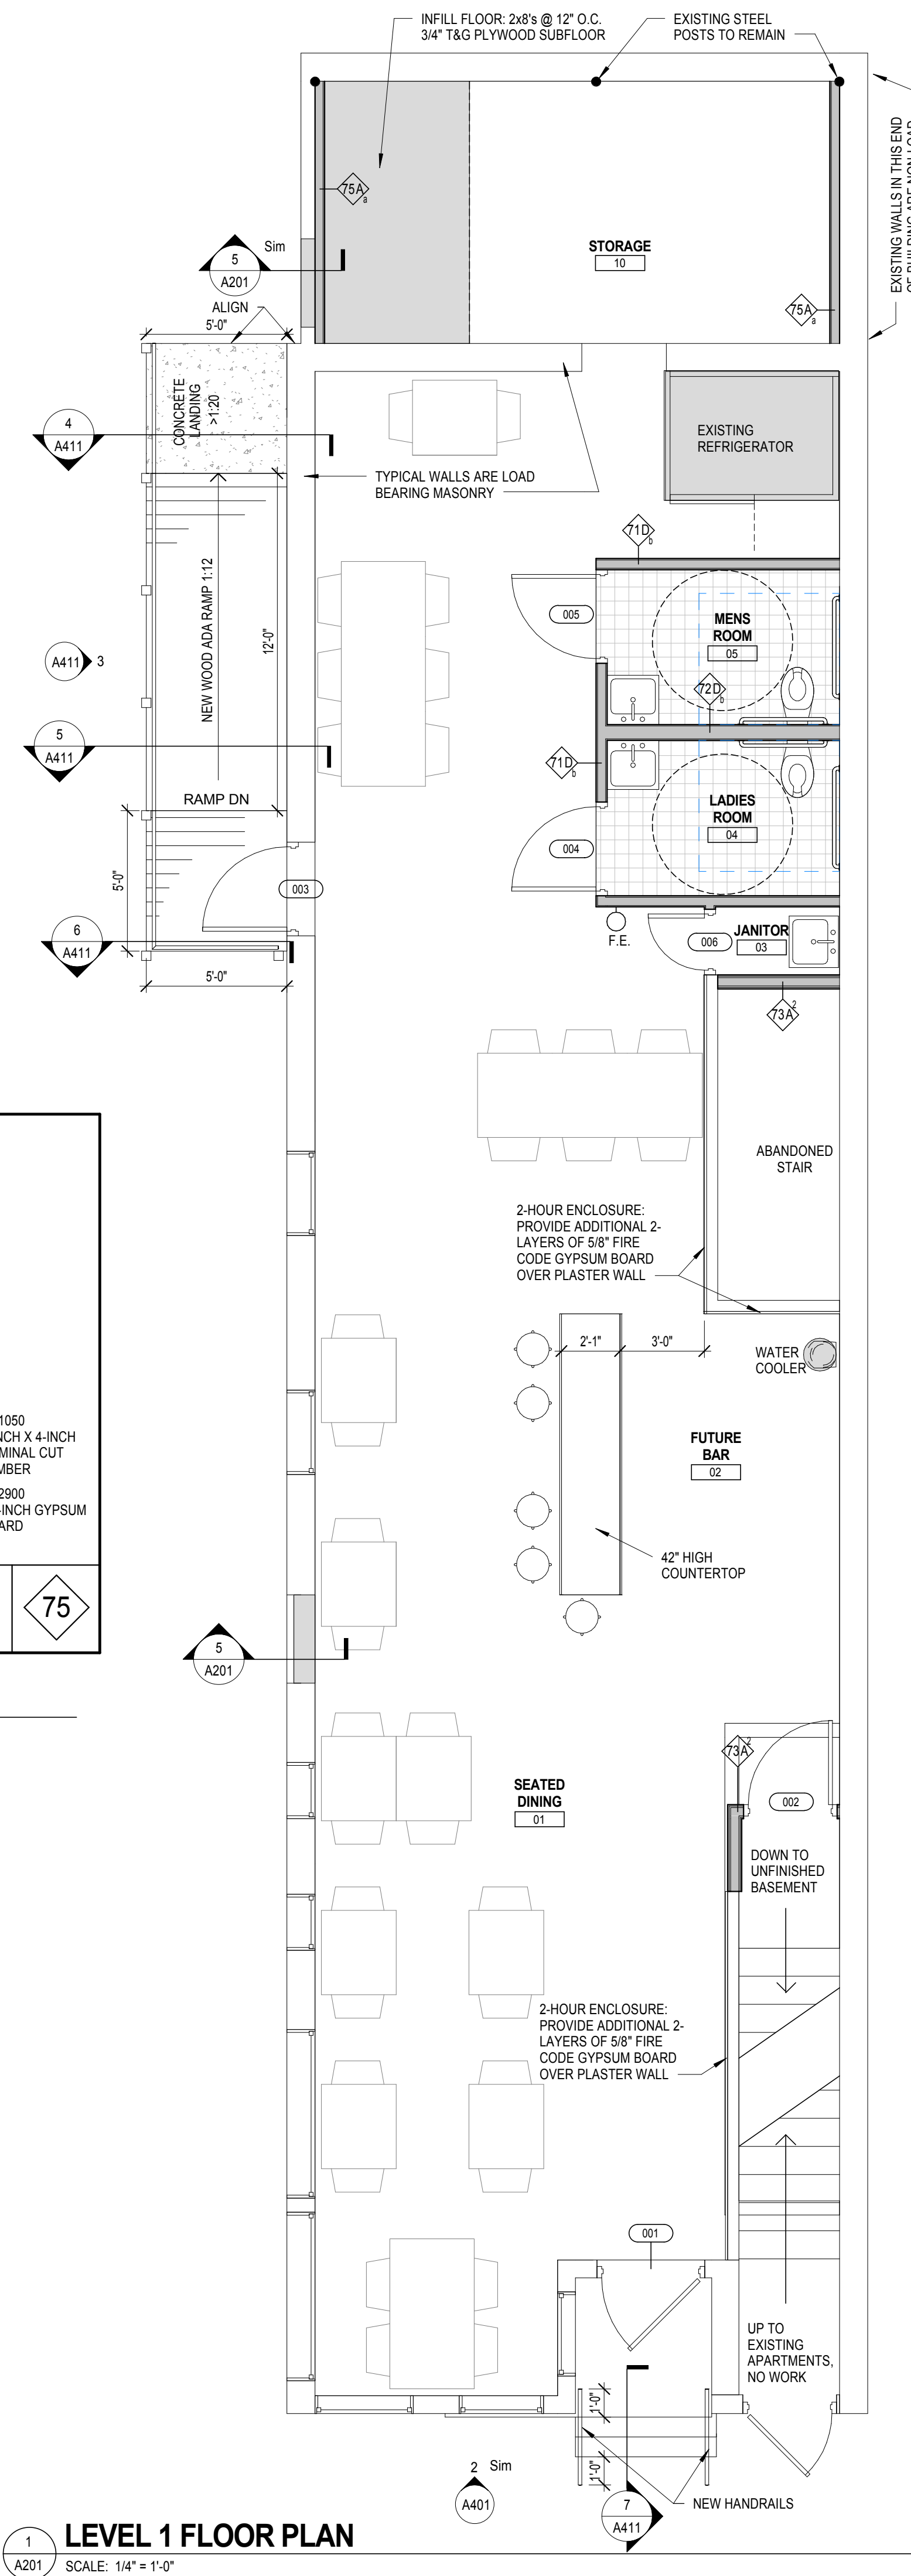 INFILL FLOOR: 2x8's @ 12" O.C.
3/4" T&G PLYWOOD SUBFLOOR
EXISTING STEEL
POSTS TO REMAIN
EXISTING WALLS IN THIS END
OF BUILDING ARE NON LOAD
75A
a
5
A201
Sim
STORAGE
10
75A
a
ALIGN
5'-0"
CONCRETE
LANDING
>1:20
4
A411
EXISTING
REFRIGERATOR
TYPICAL WALLS ARE LOAD
BEARING MASONRY
71D
b
NEW WOOD ADA RAMP 1:12
12'-0"
005
MENS
ROOM
05
A411
3
72D
b
5
A411
71D
b
RAMP DN
LADIES
ROOM
04
004
5'-0"
003
6
A411
F.E.
006
JANITOR
03
5'-0"
73A
2
ABANDONED
STAIR
2-HOUR ENCLOSURE:
PROVIDE ADDITIONAL 2-
LAYERS OF 5/8" FIRE
CODE GYPSUM BOARD
OVER PLASTER WALL
2'-1"
3'-0"
WATER
COOLER
1050
NCH X 4-INCH
MINAL CUT
MBER
2900
-INCH GYPSUM
ARD
FUTURE
BAR
02
42" HIGH
COUNTERTOP
75
5
A201
73A
2
SEATED
DINING
01
002
DOWN TO
UNFINISHED
BASEMENT
2-HOUR ENCLOSURE:
PROVIDE ADDITIONAL 2-
LAYERS OF 5/8" FIRE
CODE GYPSUM BOARD
OVER PLASTER WALL
001
UP TO
EXISTING
APARTMENTS,
NO WORK
1'-0"
1'-0"
2
Sim
A401
7
A411
NEW HANDRAILS
1
A201
LEVEL 1 FLOOR PLAN
SCALE: 1/4" = 1'-0"